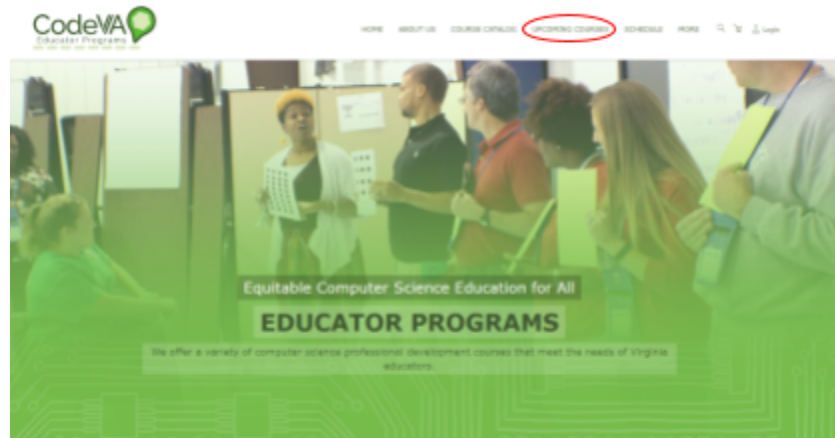 CodeVA
Educator Programs
HOME ABOUT US COURSE CATALOG UPCOMING COURSES SCHEDULE MORE Login
Equitable Computer Science Education for All
EDUCATOR PROGRAMS
We offer a variety of computer science professional development courses that meet the needs of Virginia
educators.